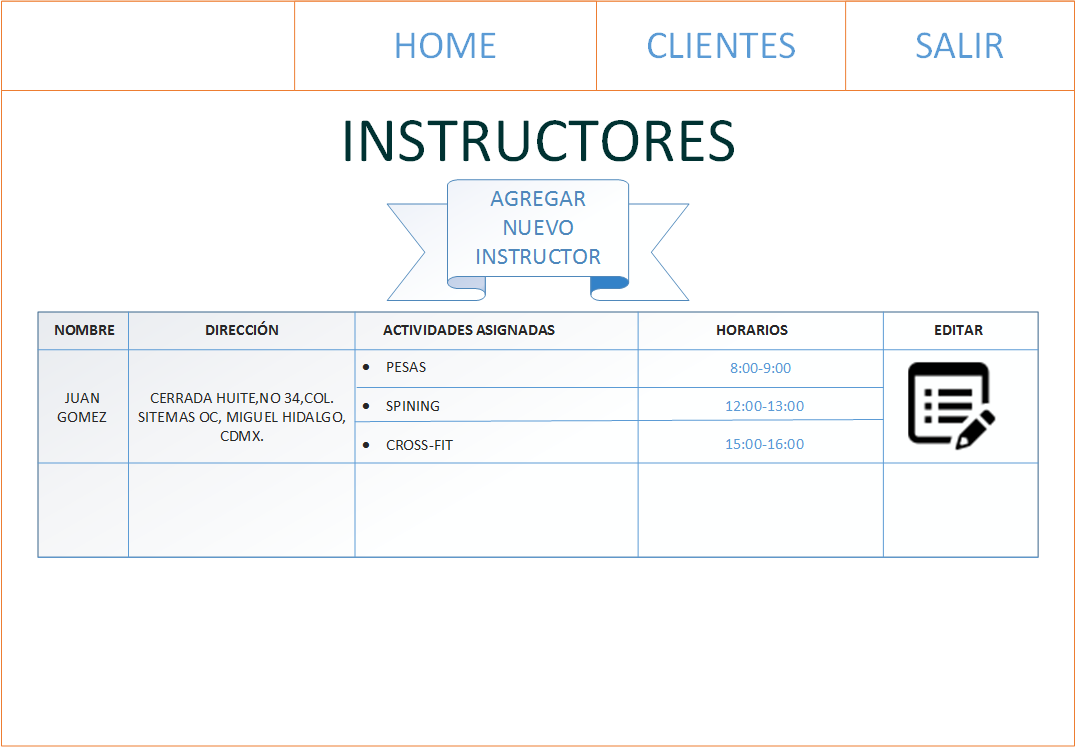 HOME CLIENTES SALIR
INSTRUCTORES
AGREGAR
NUEVO
INSTRUCTOR
NOMBRE DIRECCIÓN ACTIVIDADES ASIGNADAS HORARIOS EDITAR
JUAN
GOMEZ
CERRADA HUITE,NO 34,COL.
SITEMAS OC, MIGUEL HIDALGO,
CDMX.
• PESAS 8:00-9:00
• SPINING 12:00-13:00
• CROSS-FIT 15:00-16:00